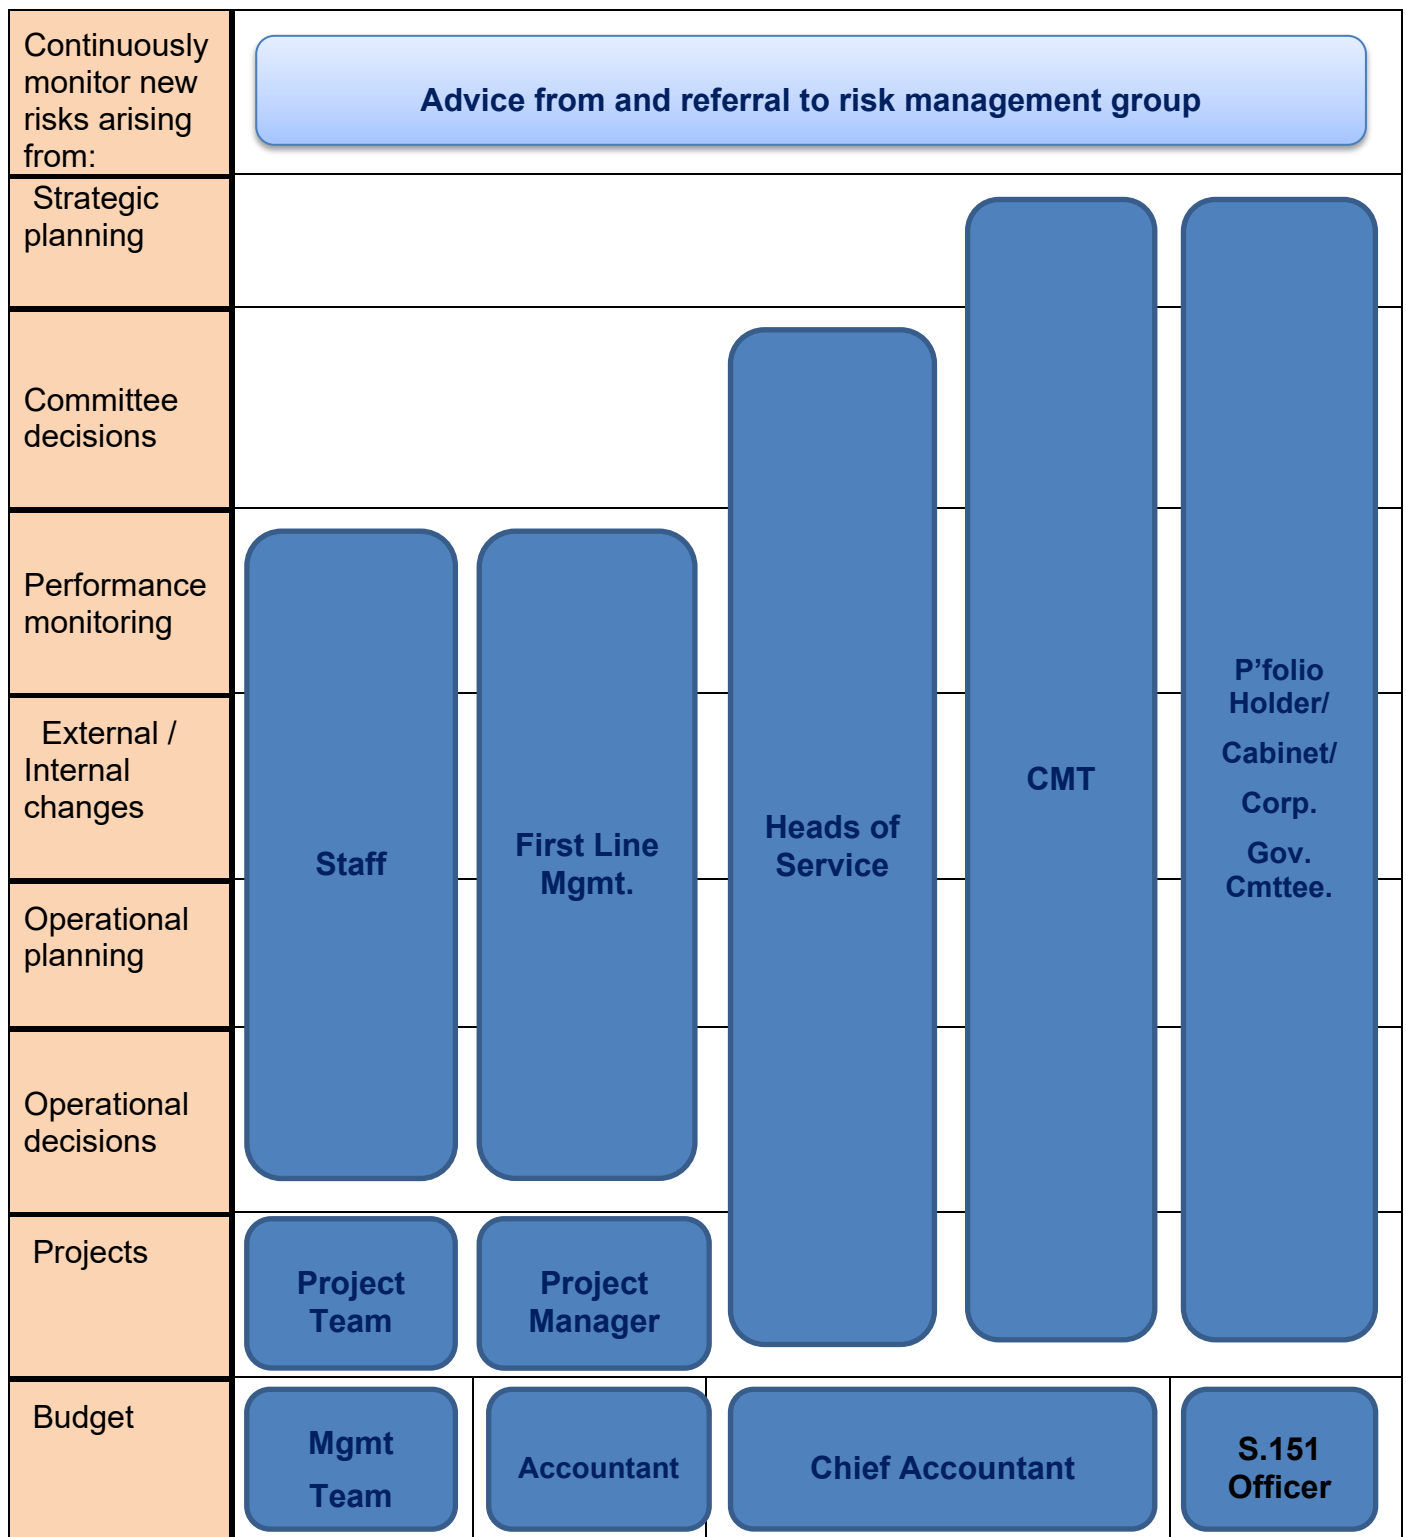 Continuously
monitor new
risks arising
from:
Advice from and referral to risk management group
Strategic
planning
Committee
decisions
Performance
monitoring
External /
Internal
changes
Operational
planning
Operational
decisions
Staff
First Line
Mgmt.
Heads of
Service
CMT
P’folio
Holder/
Cabinet/
Corp.
Gov.
Cmttee.
Projects
Project
Team
Project
Manager
Budget
Mgmt
Team
Accountant
Chief Accountant
S.151
Officer